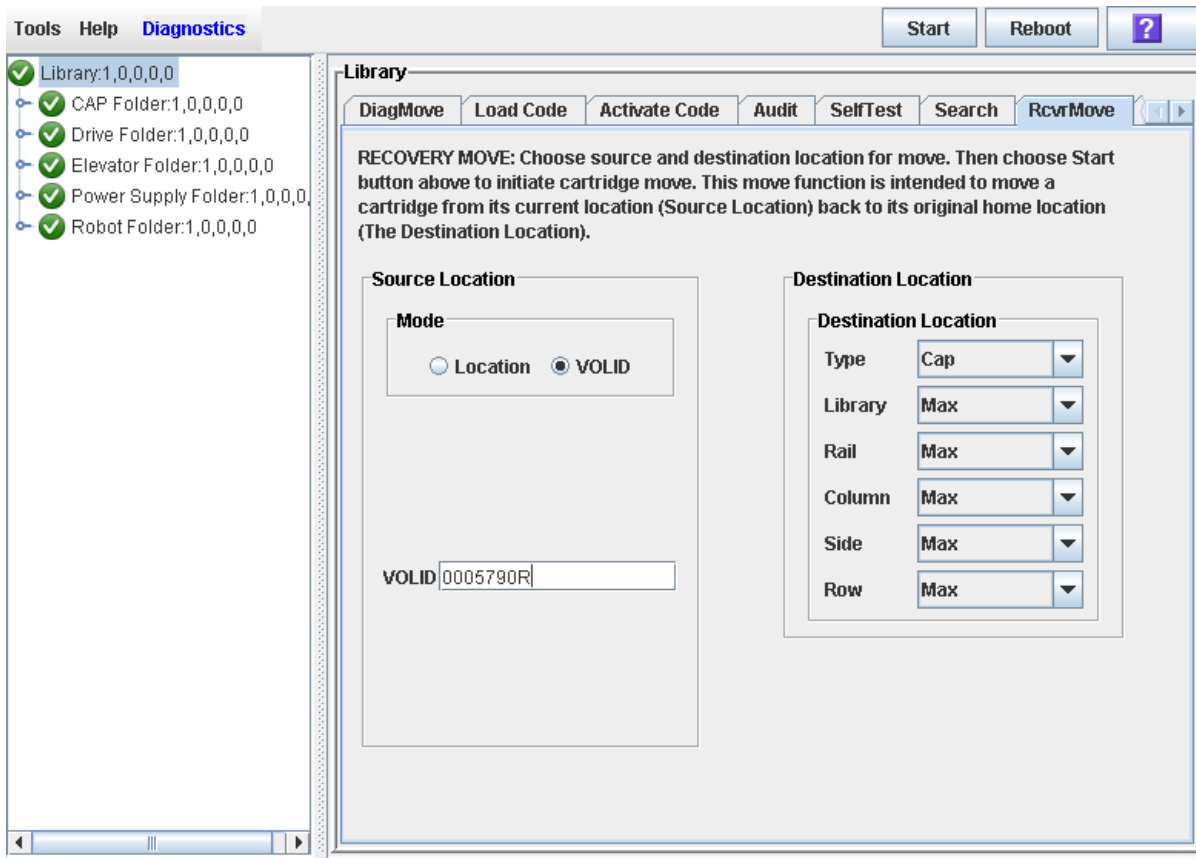 Tools Help Diagnostics Start Reboot ?
Library:1,0,0,0,0
CAP Folder:1,0,0,0,0
Drive Folder:1,0,0,0,0
Elevator Folder:1,0,0,0,0
Power Supply Folder:1,0,0,0,
Robot Folder:1,0,0,0,0
Library
DiagMove Load Code Activate Code Audit SelfTest Search RcvrMove
RECOVERY MOVE: Choose source and destination location for move. Then choose Start
button above to initiate cartridge move. This move function is intended to move a
cartridge from its current location (Source Location) back to its original home location
(The Destination Location).
Source Location
Mode
Location VOLID
VOLID 0005790R
Destination Location
Destination Location
Type Cap
Library Max
Rail Max
Column Max
Side Max
Row Max